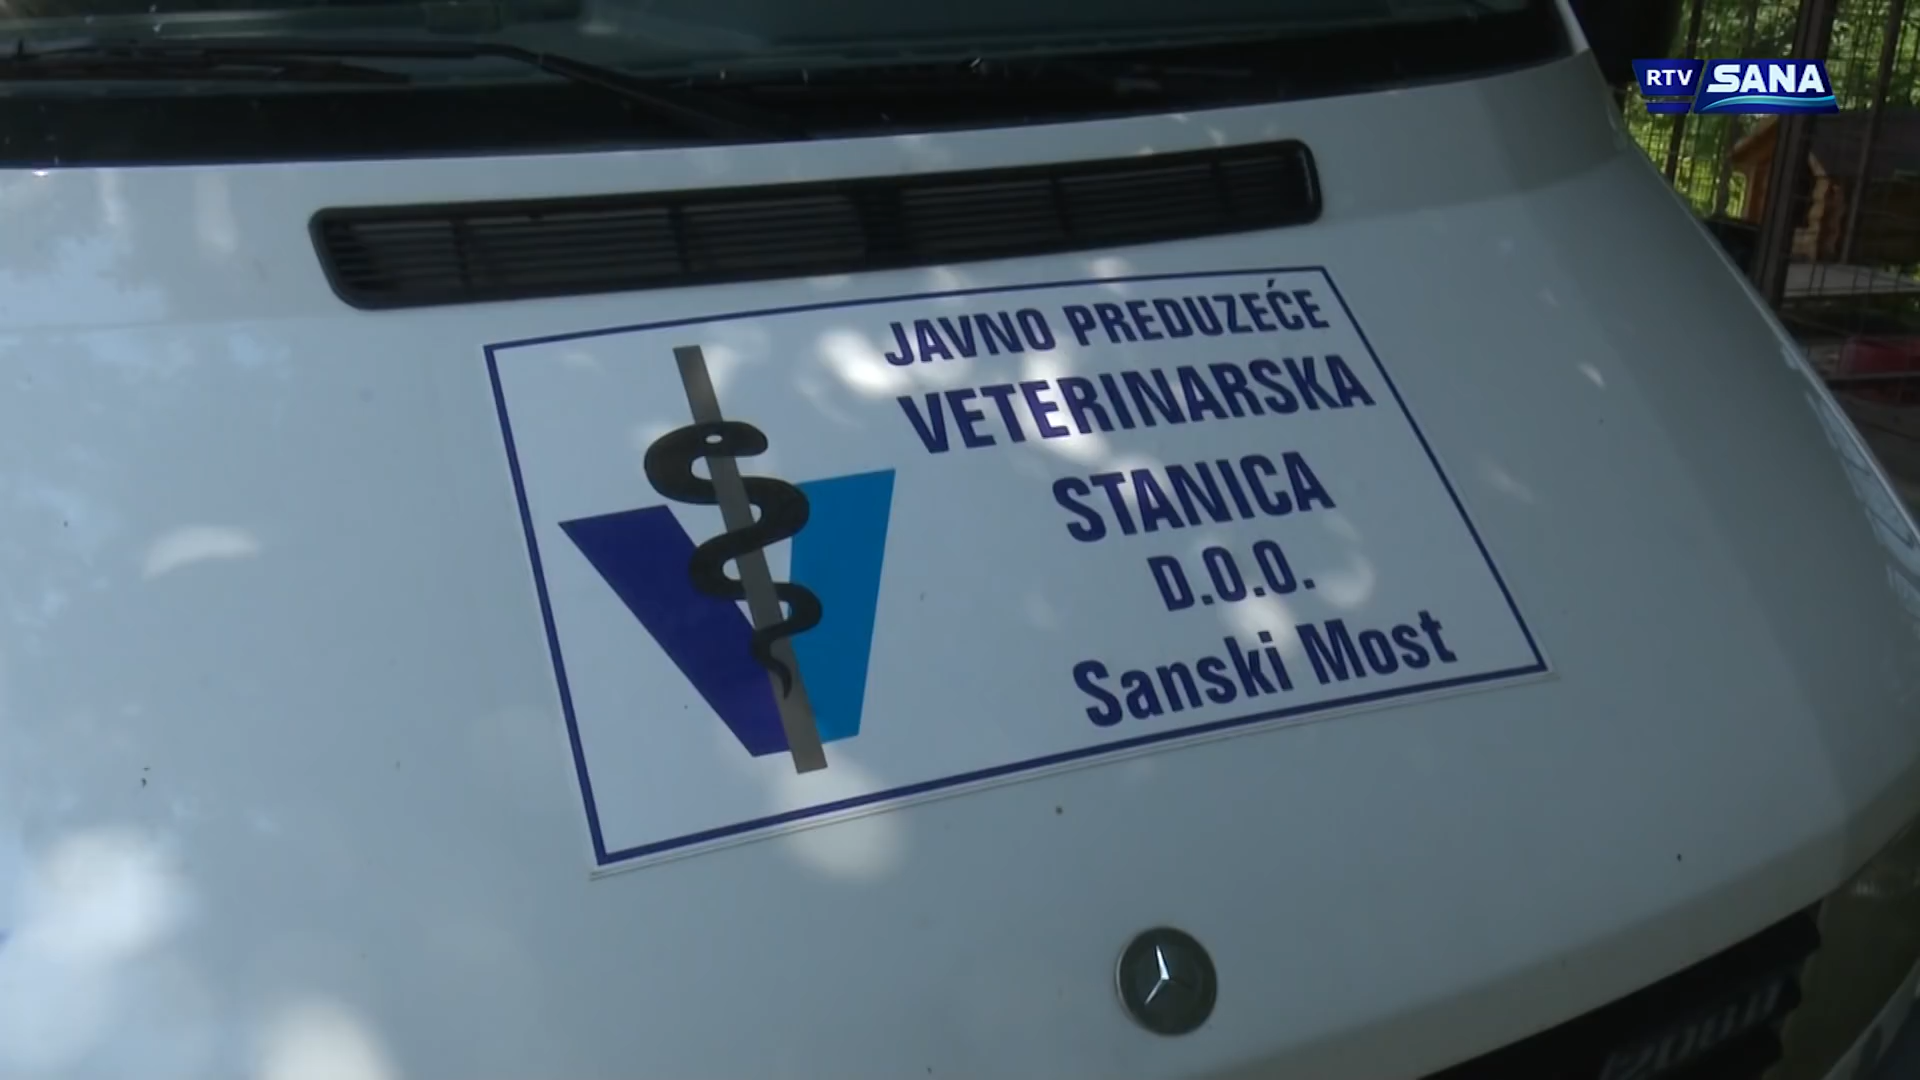 RTV SANA
JAVNO PREDUZEĆE
VETERINARSKA
STANICA
D.O.O.
Sanski Most